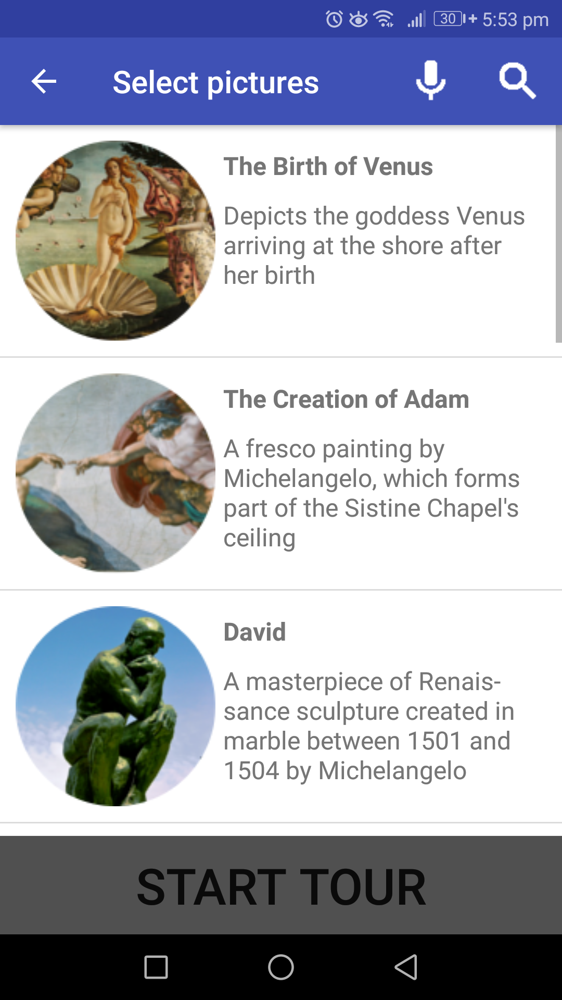 30 5:53 pm
Select pictures
The Birth of Venus
Depicts the goddess Venus
arriving at the shore after
her birth
The Creation of Adam
A fresco painting by
Michelangelo, which forms
part of the Sistine Chapel's
ceiling
David
A masterpiece of Renais-
sance sculpture created in
marble between 1501 and
1504 by Michelangelo
START TOUR